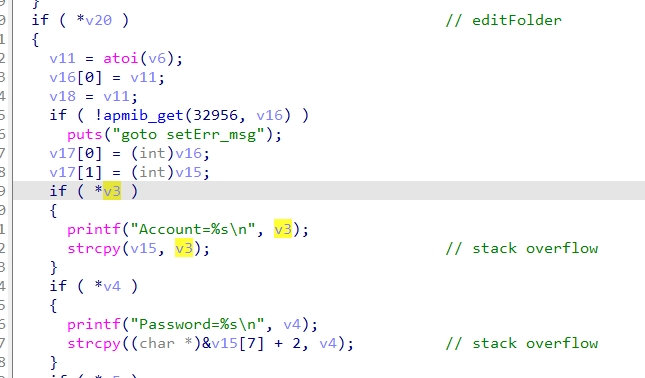 if ( *v20 ) // editFolder
{
v11 = atoi(v6);
v16[0] = v11;
v18 = v11;
if ( !apmib_get(32956, v16) )
puts("goto setErr_msg");
v17[0] = (int)v16;
v17[1] = (int)v15;
if ( *v3 )
{
printf("Account=%s\n", v3);
strcpy(v15, v3); // stack overflow
}
if ( *v4 )
{
printf("Password=%s\n", v4);
strcpy((char *)&v15[7] + 2, v4); // stack overflow
}